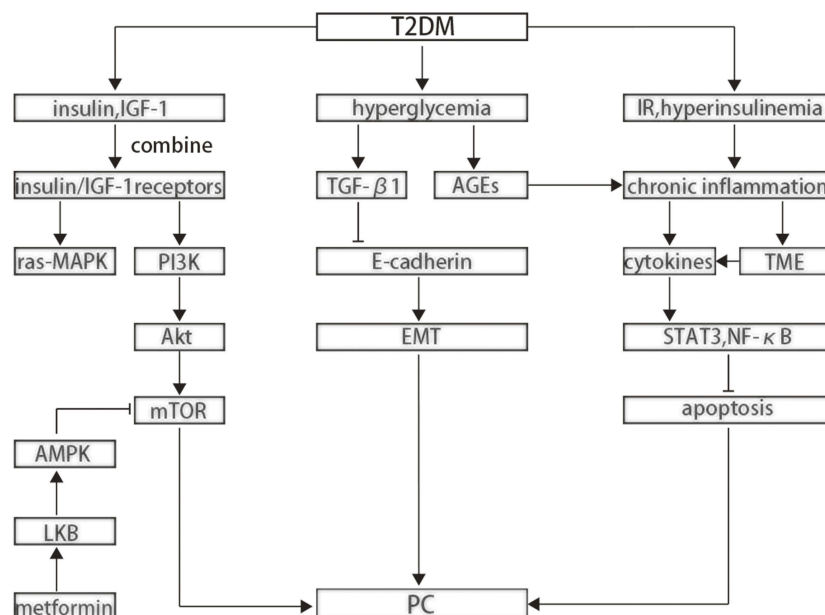 T2DM
insulin,IGF-1
hyperglycemia
IR,hyperinsulinemia
combine
insulin/IGF-1receptors
TGF-β1
AGEs
chronic inflammation
ras-MAPK
PI3K
E-cadherin
cytokines
TME
Akt
EMT
STAT3,NF-κB
mTOR
apoptosis
AMPK
LKB
metformin
PC